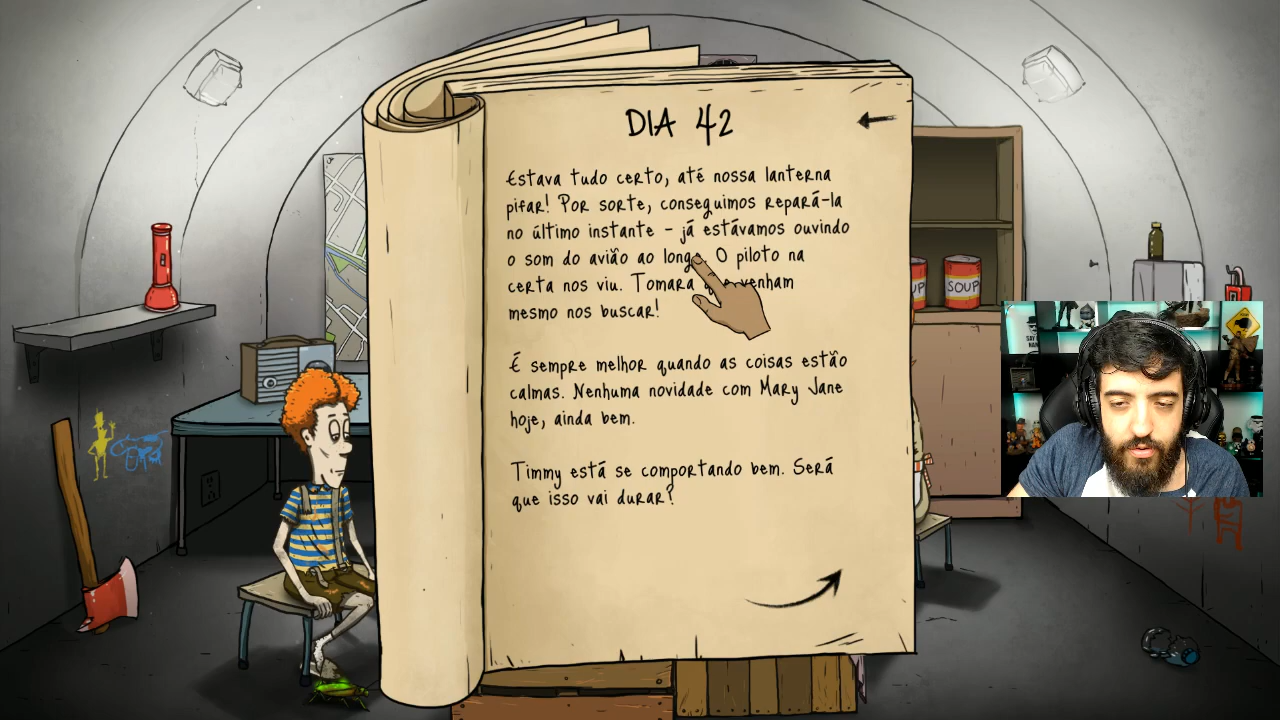 DIA 42
Estava tudo certo, até nossa lanterna
pifar! Por sorte, conseguimos repará-la
no último instante - já estávamos ouvindo
o som do avião ao O piloto na
certa nos viu. Tomara venham
mesmo nos buscar!
É sempre melhor quando as coisas estão
calmas. Nenhuma novidade com Mary Jane
hoje, ainda bem.
Timmy está se comportando bem. Será
que isso vai durar?
UP
SOUP